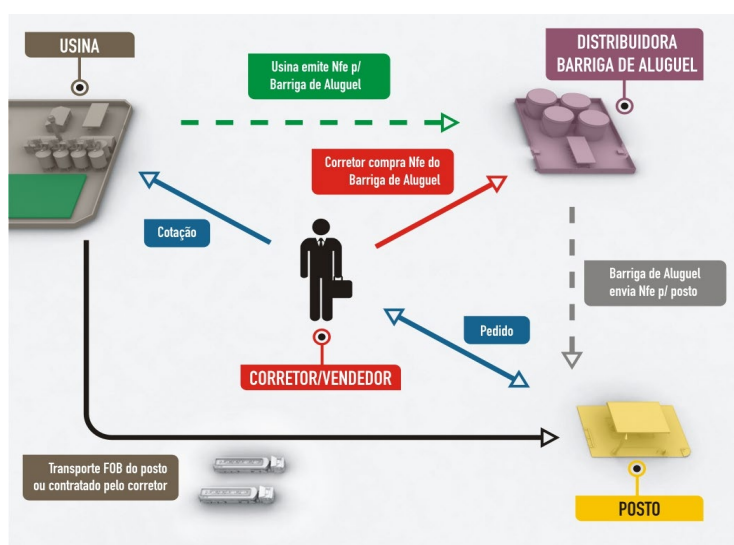 USINA
DISTRIBUIDORA
BARRIGA DE ALUGUEL
Usina emite Nfe p/
Barriga de Aluguel
Corretor compra Nfe do
Barriga de Aluguel
Cotação
Barriga de Aluguel
envia Nfe p/ posto
Pedido
CORRETOR/VENDEDOR
Transporte FOB do posto
ou contratado pelo corretor
POSTO